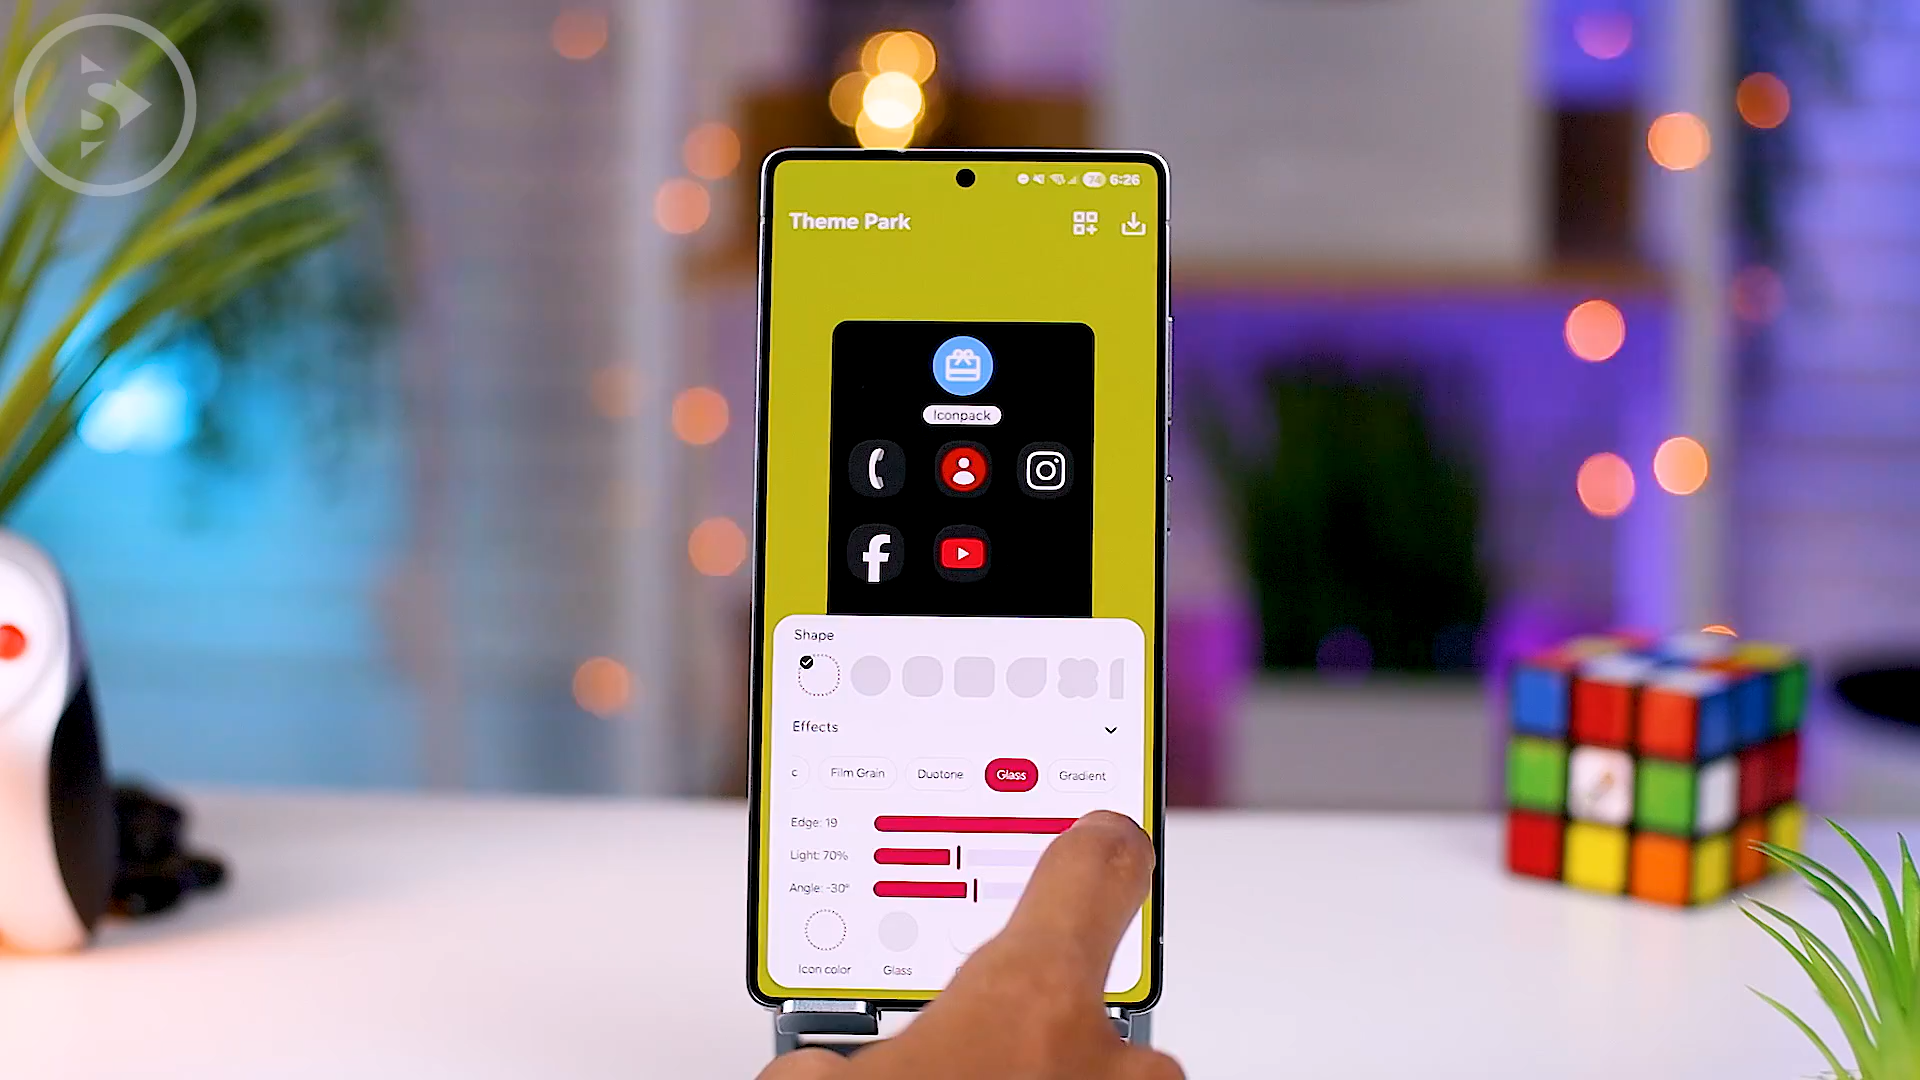 S
74 6:26
Theme Park
Iconpack
Shape
Effects
c Film Grain Duotone Glass Gradient
Edge: 19
Light: 70%
Angle: -30°
Icon color Glass